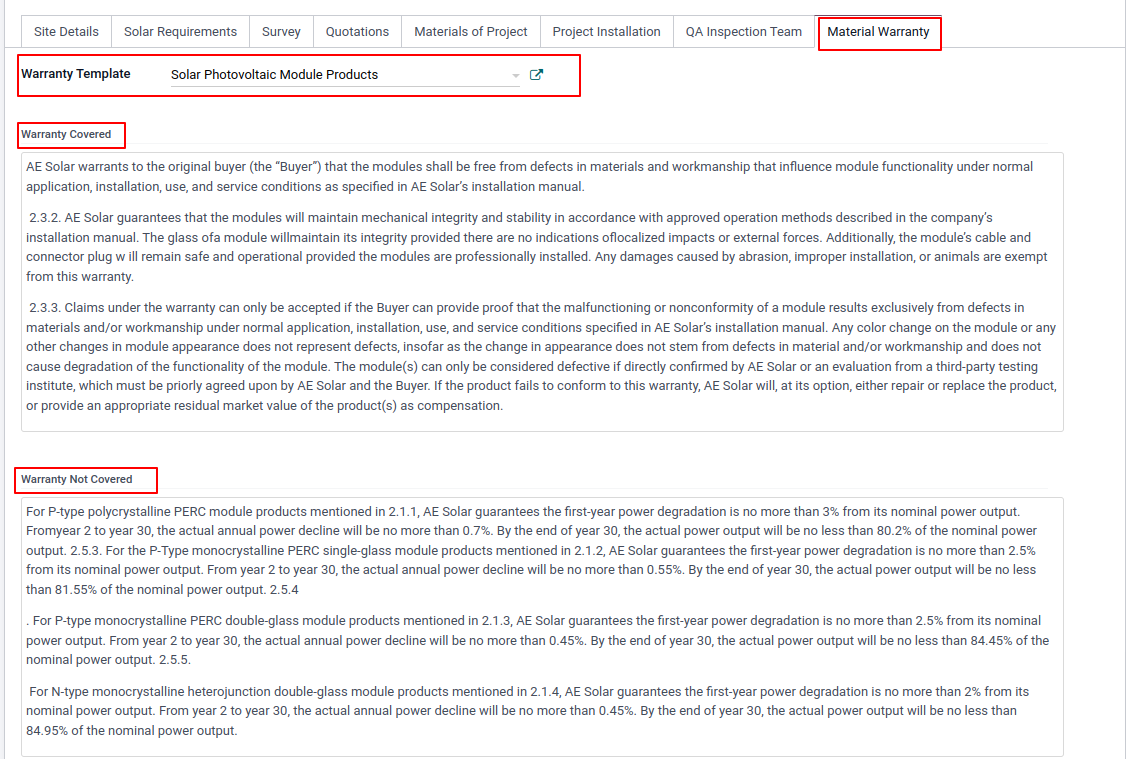 Site Details Solar Requirements Survey Quotations Materials of Project Project Installation QA Inspection Team Material Warranty
Warranty Template Solar Photovoltaic Module Products
Warranty Covered
AE Solar warrants to the original buyer (the “Buyer”) that the modules shall be free from defects in materials and workmanship that influence module functionality under normal
application, installation, use, and service conditions as specified in AE Solar’s installation manual.
2.3.2. AE Solar guarantees that the modules will maintain mechanical integrity and stability in accordance with approved operation methods described in the company’s
installation manual. The glass ofa module willmaintain its integrity provided there are no indications oflocalized impacts or external forces. Additionally, the module’s cable and
connector plug w ill remain safe and operational provided the modules are professionally installed. Any damages caused by abrasion, improper installation, or animals are exempt
from this warranty.
2.3.3. Claims under the warranty can only be accepted if the Buyer can provide proof that the malfunctioning or nonconformity of a module results exclusively from defects in
materials and/or workmanship under normal application, installation, use, and service conditions specified in AE Solar’s installation manual. Any color change on the module or any
other changes in module appearance does not represent defects, insofar as the change in appearance does not stem from defects in material and/or workmanship and does not
cause degradation of the functionality of the module. The module(s) can only be considered defective if directly confirmed by AE Solar or an evaluation from a third-party testing
institute, which must be priorly agreed upon by AE Solar and the Buyer. If the product fails to conform to this warranty, AE Solar will, at its option, either repair or replace the product,
or provide an appropriate residual market value of the product(s) as compensation.
Warranty Not Covered
For P-type polycrystalline PERC module products mentioned in 2.1.1, AE Solar guarantees the first-year power degradation is no more than 3% from its nominal power output.
Fromyear 2 to year 30, the actual annual power decline will be no more than 0.7%. By the end of year 30, the actual power output will be no less than 80.2% of the nominal power
output. 2.5.3. For the P-Type monocrystalline PERC single-glass module products mentioned in 2.1.2, AE Solar guarantees the first-year power degradation is no more than 2.5%
from its nominal power output. From year 2 to year 30, the actual annual power decline will be no more than 0.55%. By the end of year 30, the actual power output will be no less
than 81.55% of the nominal power output. 2.5.4
. For P-type monocrystalline PERC double-glass module products mentioned in 2.1.3, AE Solar guarantees the first-year power degradation is no more than 2.5% from its nominal
power output. From year 2 to year 30, the actual annual power decline will be no more than 0.45%. By the end of year 30, the actual power output will be no less than 84.45% of the
nominal power output. 2.5.5.
For N-type monocrystalline heterojunction double-glass module products mentioned in 2.1.4, AE Solar guarantees the first-year power degradation is no more than 2% from its
nominal power output. From year 2 to year 30, the actual annual power decline will be no more than 0.45%. By the end of year 30, the actual power output will be no less than
84.95% of the nominal power output.